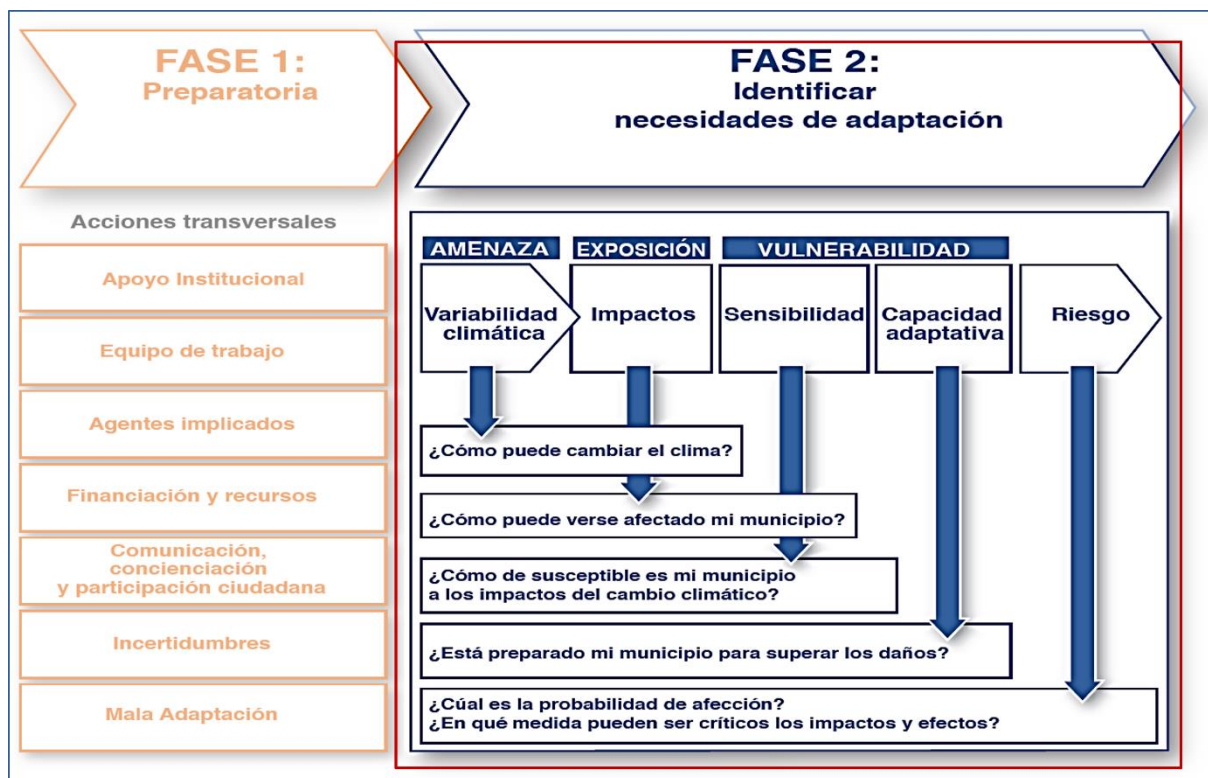 FASE 1:
Preparatoria
FASE 2:
Identificar
necesidades de adaptación
Acciones transversales
Apoyo Institucional
Equipo de trabajo
Agentes implicados
Financiación y recursos
Comunicación,
concienciación
y participación ciudadana
Incertidumbres
Mala Adaptación
AMENAZA
EXPOSICIÓN
VULNERABILIDAD
Variabilidad
climática
Impactos
Sensibilidad
Capacidad
adaptativa
Riesgo
¿Cómo puede cambiar el clima?
¿Cómo puede verse afectado mi municipio?
¿Cómo de susceptible es mi municipio
a los impactos del cambio climático?
¿Está preparado mi municipio para superar los daños?
¿Cúal es la probabilidad de afección?
¿En qué medida pueden ser críticos los impactos y efectos?